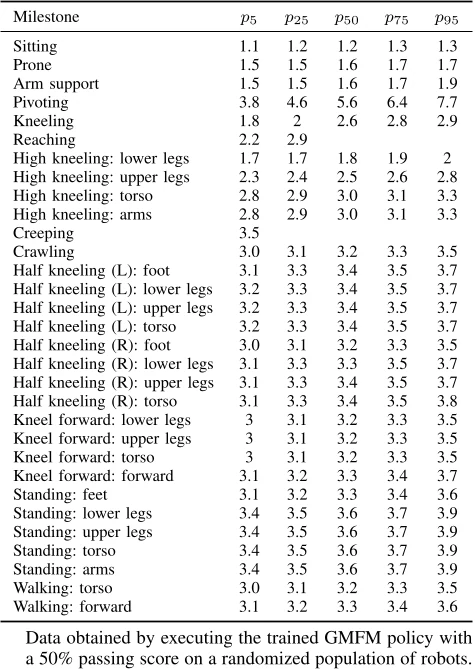 Milestone p5 p25 p50 p75 p95
Sitting 1.1 1.2 1.2 1.3 1.3
Prone 1.5 1.5 1.6 1.7 1.7
Arm support 1.5 1.5 1.6 1.7 1.9
Pivoting 3.8 4.6 5.6 6.4 7.7
Kneeling 1.8 2 2.6 2.8 2.9
Reaching 2.2 2.9
High kneeling: lower legs 1.7 1.7 1.8 1.9 2
High kneeling: upper legs 2.3 2.4 2.5 2.6 2.8
High kneeling: torso 2.8 2.9 3.0 3.1 3.3
High kneeling: arms 2.8 2.9 3.0 3.1 3.3
Creeping 3.5
Crawling 3.0 3.1 3.2 3.3 3.5
Half kneeling (L): foot 3.1 3.3 3.4 3.5 3.7
Half kneeling (L): lower legs 3.2 3.3 3.4 3.5 3.7
Half kneeling (L): upper legs 3.2 3.3 3.4 3.5 3.7
Half kneeling (L): torso 3.2 3.3 3.4 3.5 3.7
Half kneeling (R): foot 3.0 3.1 3.2 3.3 3.5
Half kneeling (R): lower legs 3.1 3.3 3.3 3.5 3.7
Half kneeling (R): upper legs 3.1 3.3 3.4 3.5 3.7
Half kneeling (R): torso 3.1 3.3 3.4 3.5 3.8
Kneel forward: lower legs 3 3.1 3.2 3.3 3.5
Kneel forward: upper legs 3 3.1 3.2 3.3 3.5
Kneel forward: torso 3 3.1 3.2 3.3 3.5
Kneel forward: forward 3.1 3.2 3.3 3.4 3.7
Standing: feet 3.1 3.2 3.3 3.4 3.6
Standing: lower legs 3.4 3.5 3.6 3.7 3.9
Standing: upper legs 3.4 3.5 3.6 3.7 3.9
Standing: torso 3.4 3.5 3.6 3.7 3.9
Standing: arms 3.4 3.5 3.6 3.7 3.9
Walking: torso 3.0 3.1 3.2 3.3 3.5
Walking: forward 3.1 3.2 3.3 3.4 3.6
Data obtained by executing the trained GMFM policy with
a 50% passing score on a randomized population of robots,